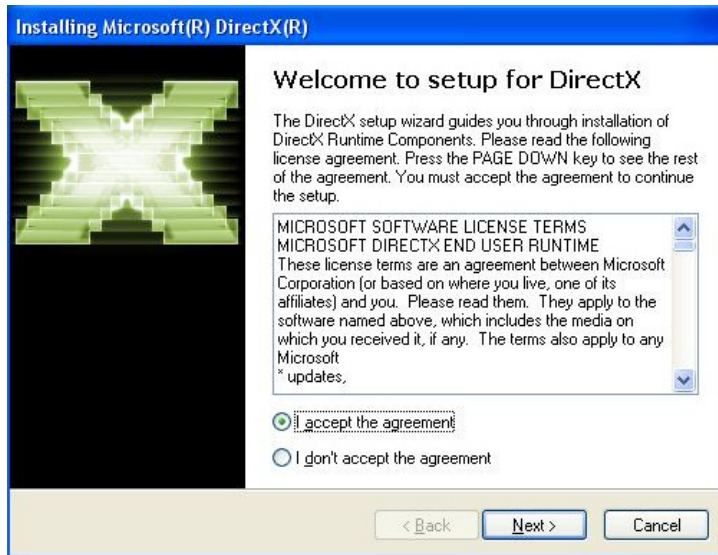 Installing Microsoft(R) DirectX(R)
Welcome to setup for DirectX
The DirectX setup wizard guides you through installation of
DirectX Runtime Components. Please read the following
license agreement. Press the PAGE DOWN key to see the rest
of the agreement. You must accept the agreement to continue
the setup.
MICROSOFT SOFTWARE LICENSE TERMS
MICROSOFT DIRECTX END USER RUNTIME
These license terms are an agreement between Microsoft
Corporation (or based on where you live, one of its
affiliates) and you.  Please read them.  They apply to the
software named above, which includes the media on
which you received it, if any.  The terms also apply to any
Microsoft
* updates,
I accept the agreement
I don't accept the agreement
< Back Next > Cancel